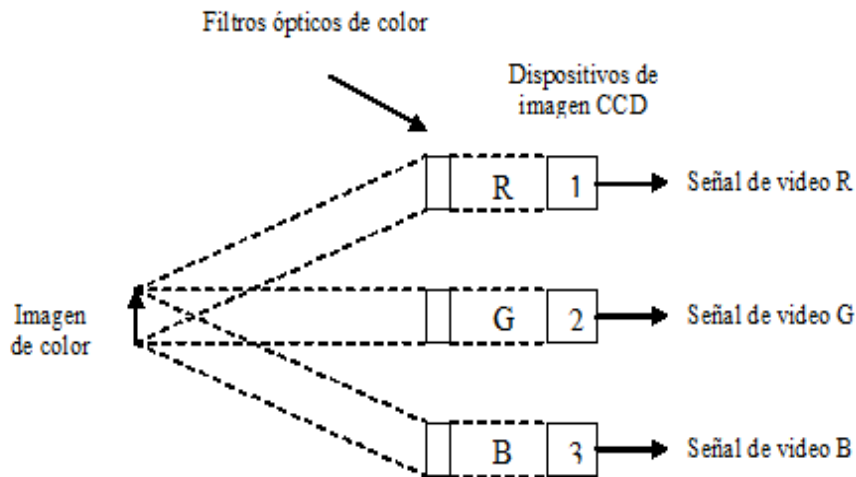 Filtros ópticos de color
Dispositivos de
imagen CCD
R 1 Señal de video R
Imagen
de color
G 2 Señal de video G
B 3 Señal de video B